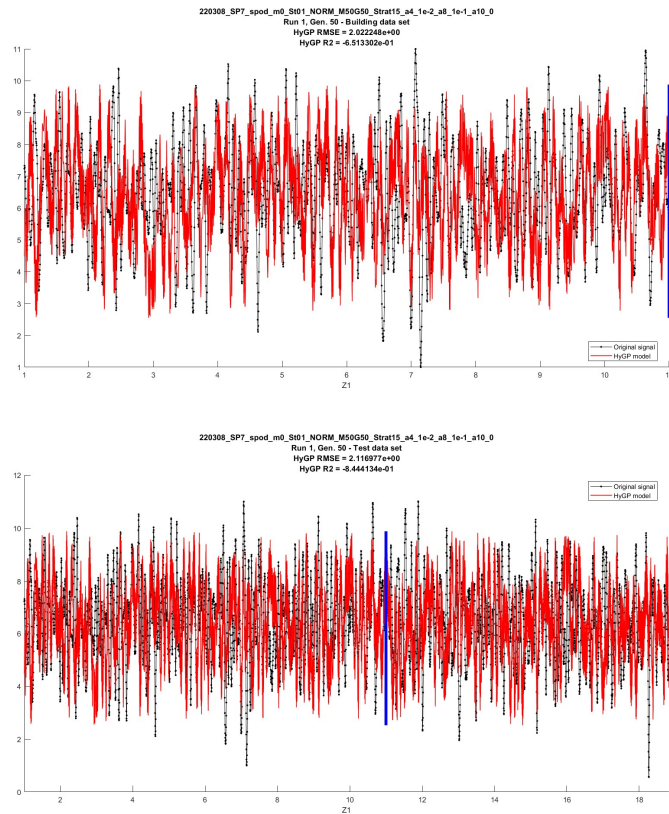 220308_SP7_spod_m0_St01_NORM_M50G50_Strat15_a4_1e-2_a8_1e-1_a10_0
Run 1, Gen. 50 - Building data set
HyGP RMSE = 2.022248e+00
HyGP R2 = -6.513302e-01
11
10
9
8
7
6
5
4
3
2
1
Original signal
HyGP model
1 2 3 4 5 6 7 8 9 10 1
Z1
220308_SP7_spod_m0_St01_NORM_M50G50_Strat15_a4_1e-2_a8_1e-1_a10_0
Run 1, Gen. 50 - Test data set
HyGP RMSE = 2.116977e+00
HyGP R2 = -8.444134e-01
12
Original signal
HyGP model
10
8
6
4
2
0
2 4 6 8 10 12 14 16 18
Z1